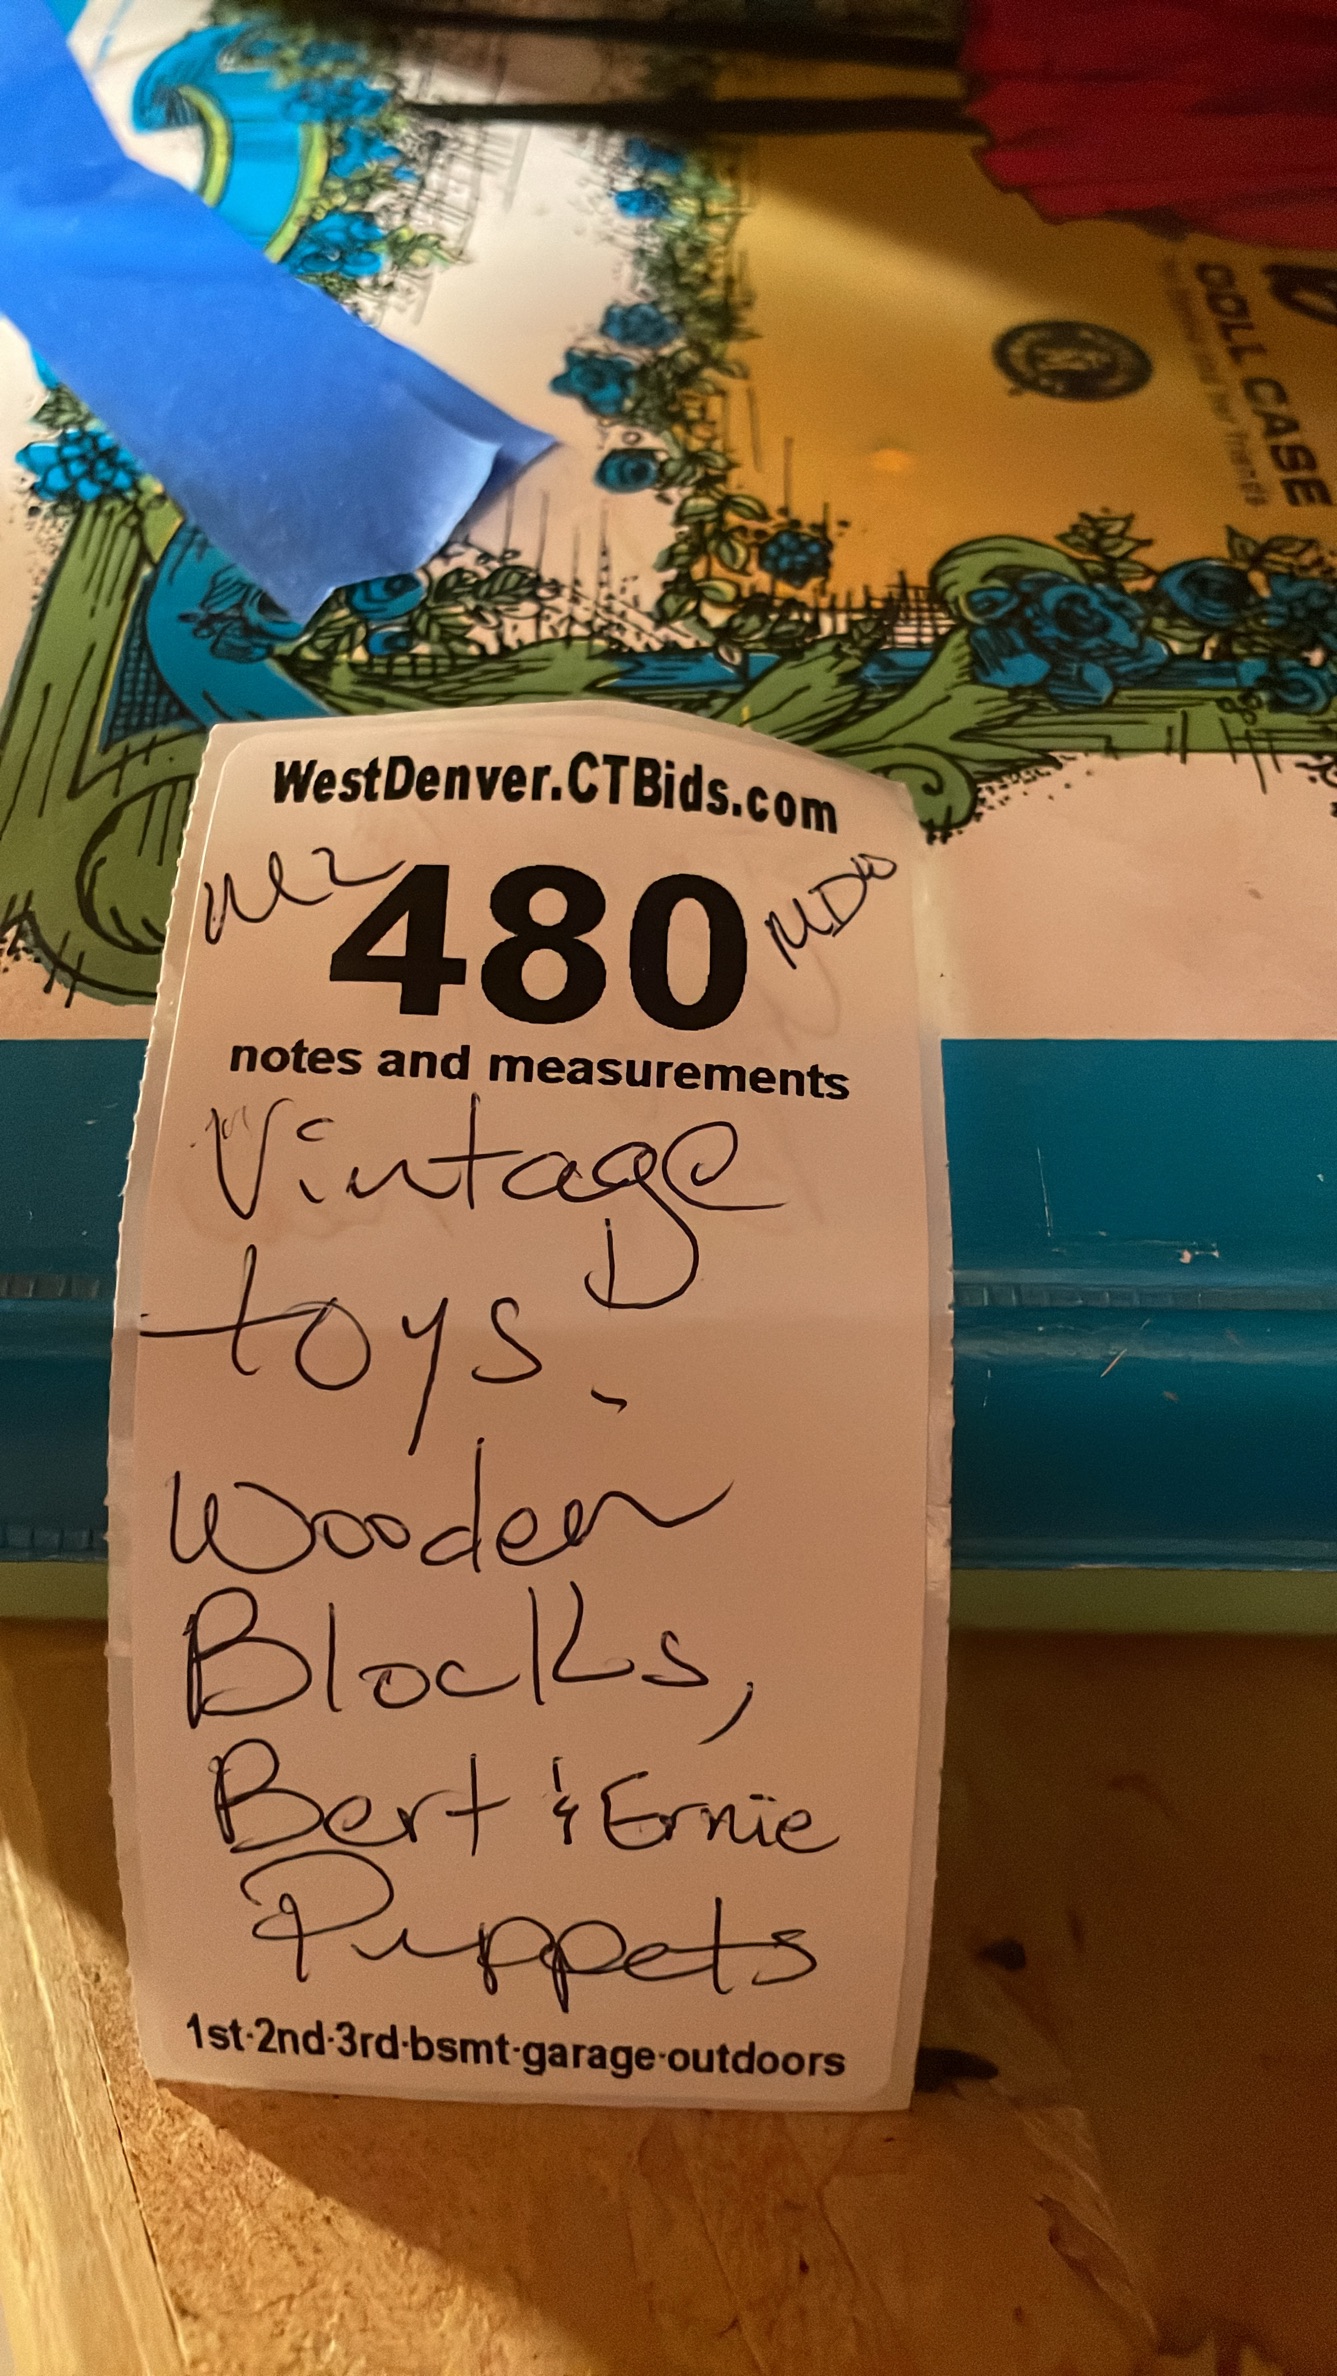 DOLL CASE
WestDenver.CTBids.com
480
MDW
notes and measurements
Vintage
toys.
Wooden
Blocks,
Bert & Ernie
Puppets
1st·2nd·3rd·bsmt·garage·outdoors